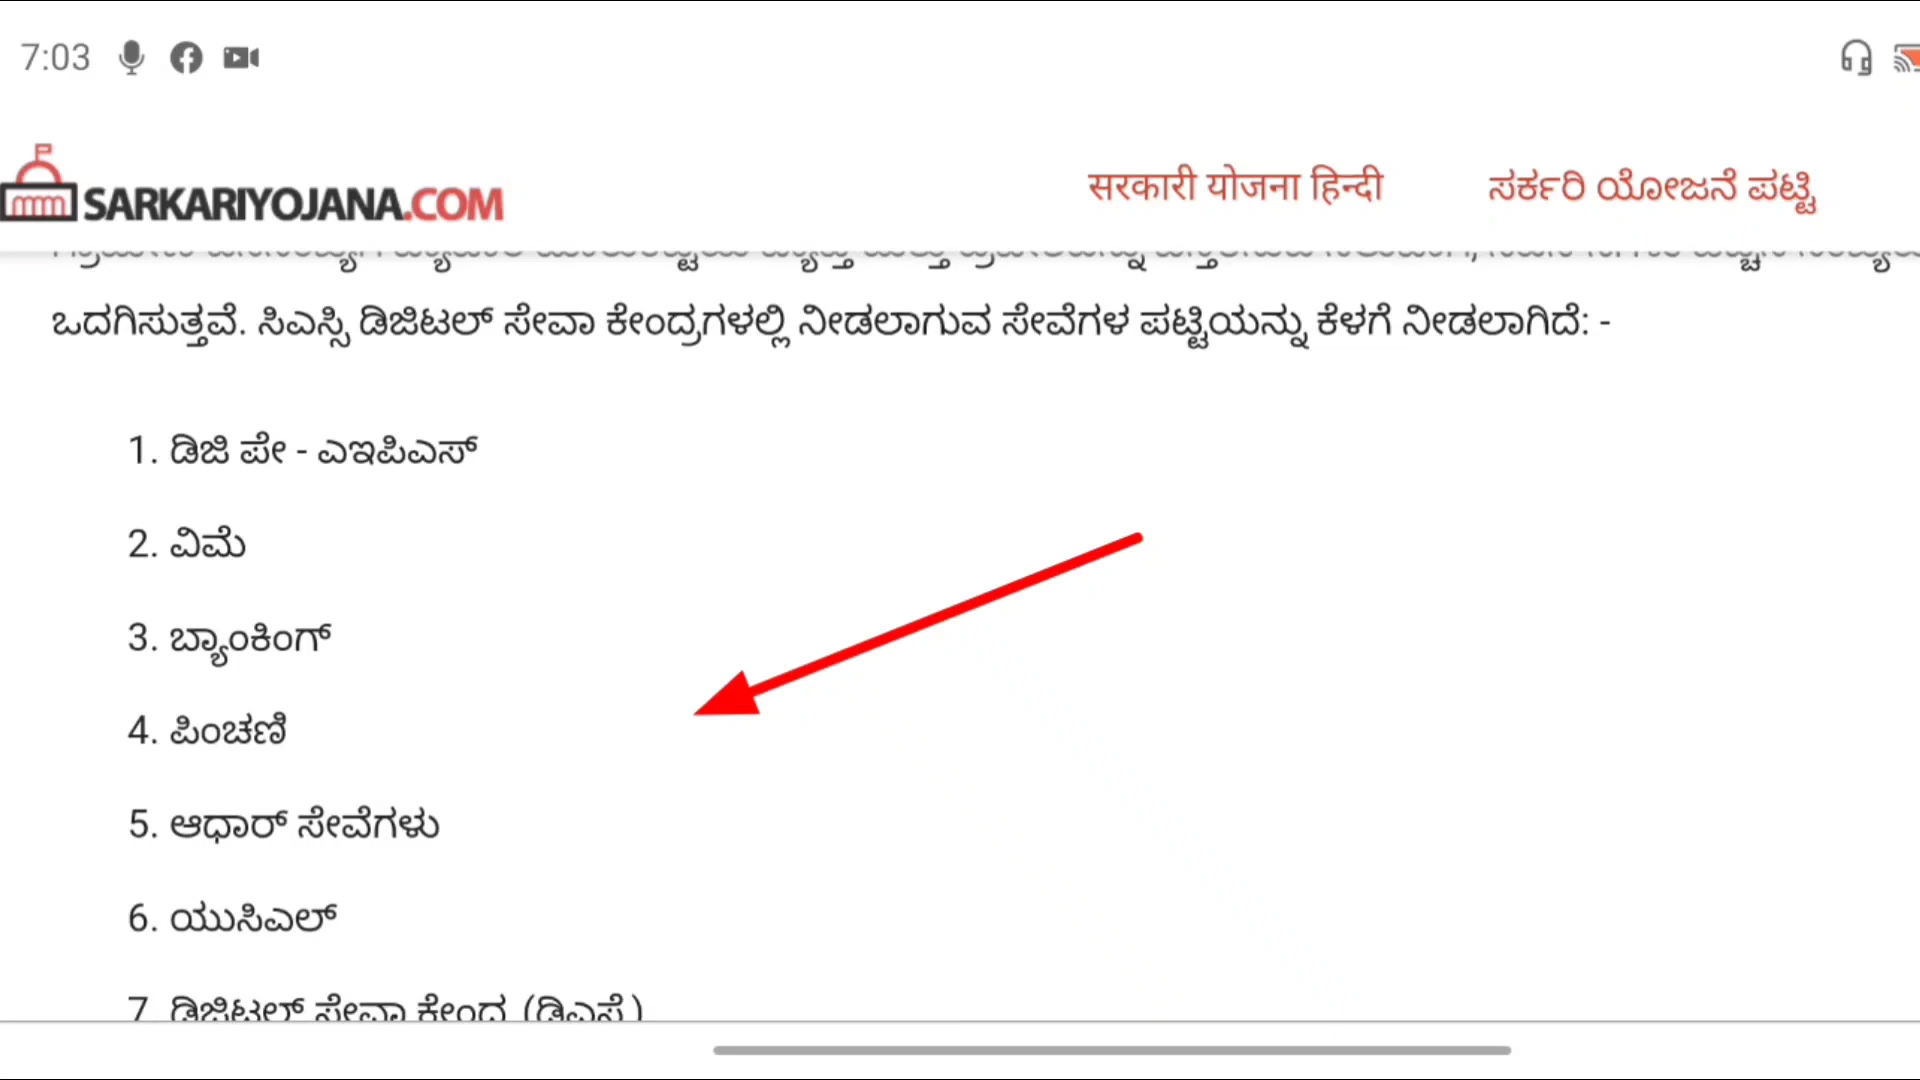 7:03
SARKARIYOJANA.COM
सरकारी योजना हिन्दी
ಸರ್ಕರಿ ಯೋಜನೆ ಪಟ್ಟಿ
ಒದಗಿಸುತ್ತವೆ. ಸಿಎಸ್ಸಿ ಡಿಜಿಟಲ್ ಸೇವಾ ಕೇಂದ್ರಗಳಲ್ಲಿ ನೀಡಲಾಗುವ ಸೇವೆಗಳ ಪಟ್ಟಿಯನ್ನು ಕೆಳಗೆ ನೀಡಲಾಗಿದೆ: -
1. ಡಿಜಿ ಪೇ - ಎಇಪಿಎಸ್
2. ವಿಮೆ
3. ಬ್ಯಾಂಕಿಂಗ್
4. ಪಿಂಚಣಿ
5. ಆಧಾರ್ ಸೇವೆಗಳು
6. ಯುಸಿಎಲ್
7. ಡಿಜಿಟಲ್ ಸೇವಾ ಕೇಂದ್ರ (ಡಿಎಸ್ಕೆ)